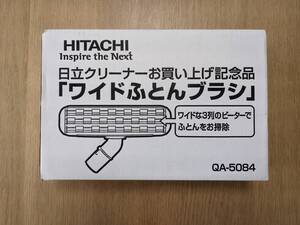 HITACHI
Inspire the Next
日立クリーナーお買い上げ記念品
「ワイドふとんブラシ」
ワイドな3列のビーターで
ふとんをお掃除
QA-5084